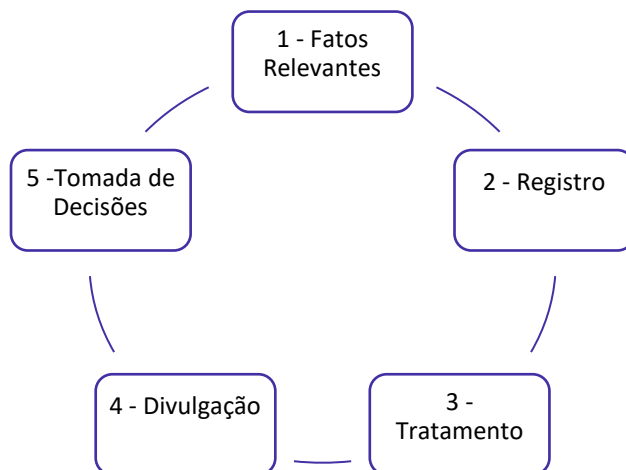 1 - Fatos
Relevantes
2 - Registro
3 -
Tratamento
4 - Divulgação
5 -Tomada de
Decisões